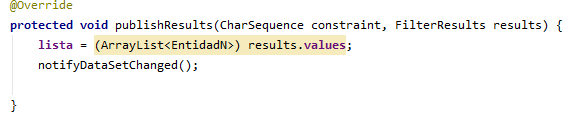 @Override
protected void publishResults(CharSequence constraint, FilterResults results) {
lista = (ArrayList<EntidadN>) results.values;
notifyDataSetChanged();
}